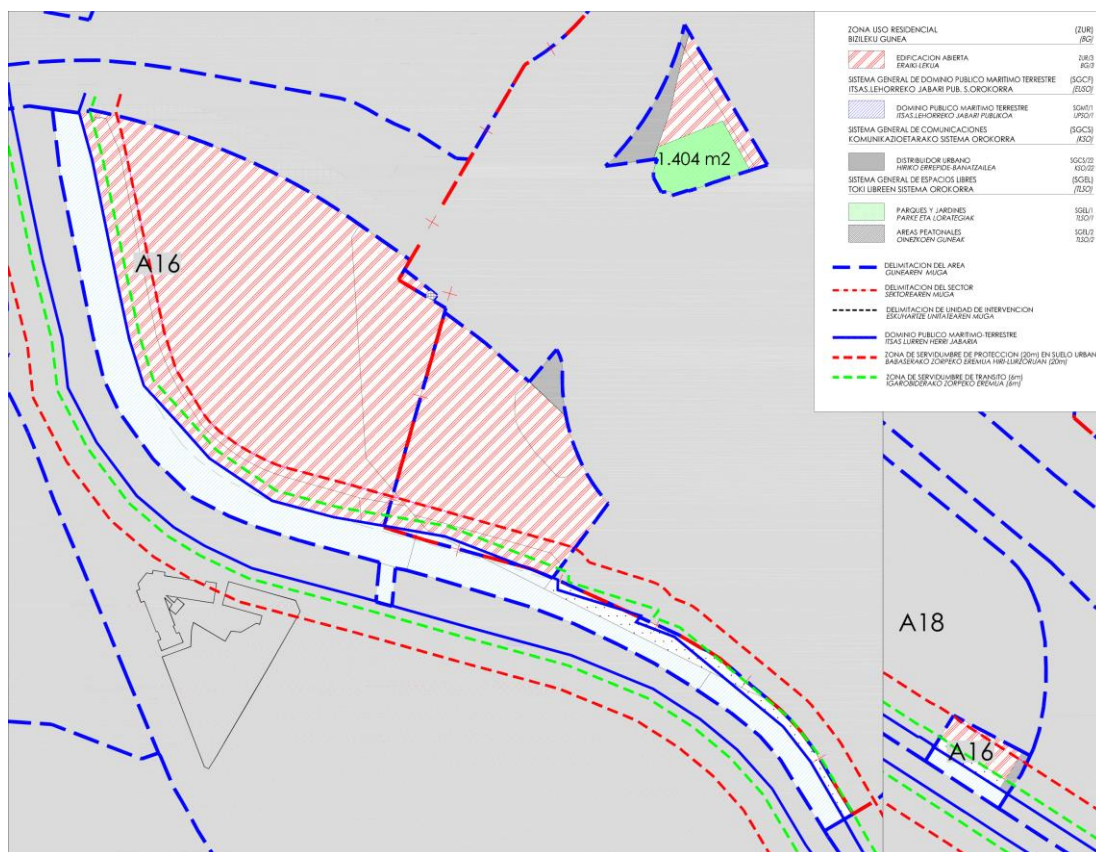 ZONA USO RESIDENCIAL (ZUR)
BIZILEKU GUNEA (BG)
EDIFICACION ABIERTA ZUR/3
ERAIKI-LEKUA BG/3
SISTEMA GENERAL DE DOMINIO PUBLICO MARITIMO TERRESTRE
ITSAS.LEHORREKO JABARI PUB. S.OROKORRA (EUSO)
DOMINIO PUBLICO MARITIMO TERRESTRE SGMT/1
ITSAS.LEHORREKO JABARI PUBLIKOA
SISTEMA GENERAL DE COMUNICACIONES (SGCS)
KOMUNIKAZIOETARAKO SISTEMA OROKORRA (KSO)
DISTRIBUIDOR URBANO SGCS/22
HIRIKO ERREPIDE-BANATZAILEA KSO/22
SISTEMA GENERAL DE ESPACIOS LIBRES (SGEL)
TOKI LIBREEN SISTEMA OROKORRA (TLSO)
PARQUES Y JARDINES SGEL/1
PARKE ETA LORATEGIAK TLSO/1
AREAS PEATONALES SGEL/2
OINEZKOEN GUNEAK TLSO/2
DELIMITACION DEL AREA
GUNEAREN MUGA
DELIMITACION DEL SECTOR
SEKTOREAREN MUGA
DELIMITACION DE UNIDAD DE INTERVENCION
ESKUHARTZE UNITATEAREN MUGA
DOMINIO PUBLICO MARITIMO-TERRESTRE
ITSAS LURREN HERRI JABARIA
ZONA DE SERVIDUMBRE DE PROTECCION (20m) EN SUELO URBAN
BABASERAKO ZORPEKO EREMUA HIRI-LURZORUAN (20m)
ZONA DE SERVIDUMBRE DE TRANSITO (6m)
IGAROBIDERAKO ZORPEKO EREMUA (6m)
1.404 m2
A16
A18
A16